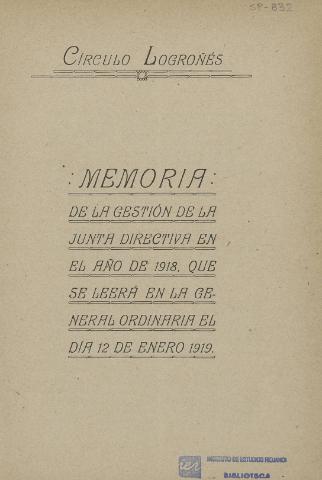 SP-832
CÍRCULO LOGROÑÉS
: MEMORIA :
DE LA GESTIÓN DE LA
JUNTA DIRECTIVA EN
EL AÑO DE 1918, QUE
SE LEERÁ EN LA GE-
NERAL ORDINARIA EL
DÍA 12 DE ENERO 1919.
ier
INSTITUTO DE ESTUDIOS RIOJANOS
BIBLIOTECA